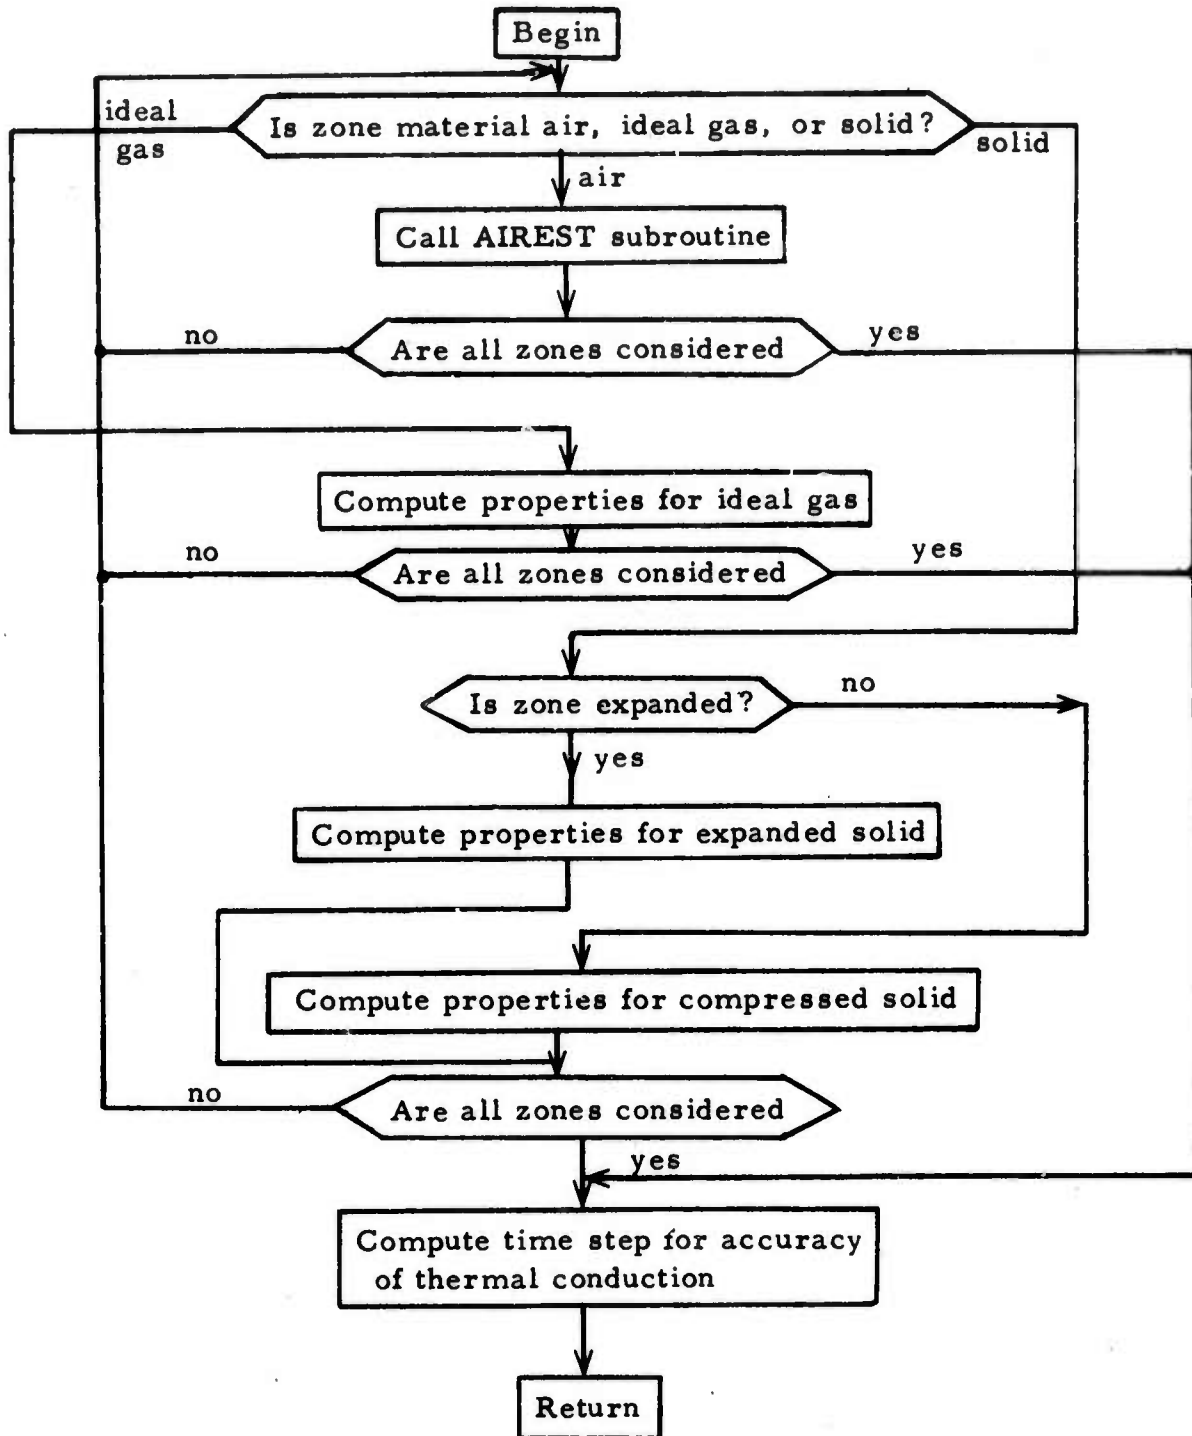 Begin
ideal
gas
Is zone material air, ideal gas, or solid?
solid
air
Call AIREST subroutine
no
Are all zones considered
yes
Compute properties for ideal gas
no
Are all zones considered
yes
Is zone expanded?
no
yes
Compute properties for expanded solid
Compute properties for compressed solid
no
Are all zones considered
yes
Compute time step for accuracy
of thermal conduction
Return